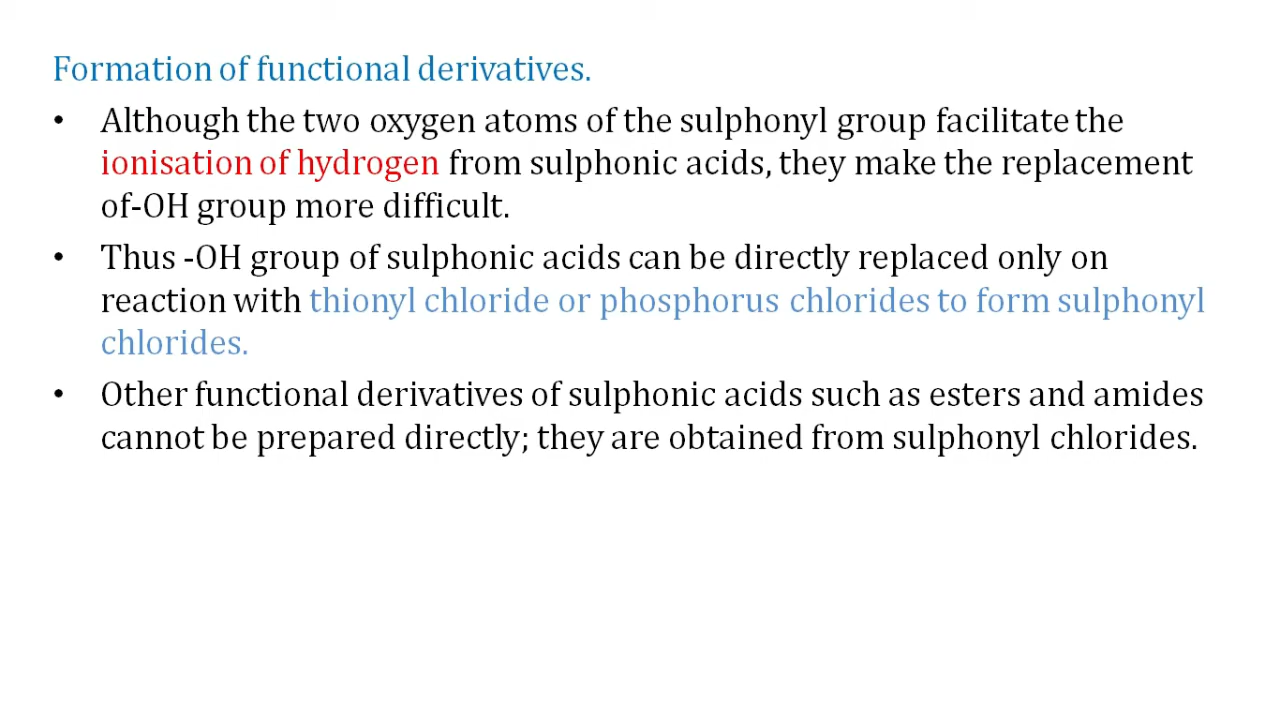 Formation of functional derivatives.
• Although the two oxygen atoms of the sulphonyl group facilitate the
ionisation of hydrogen from sulphonic acids, they make the replacement
of-OH group more difficult.
• Thus -OH group of sulphonic acids can be directly replaced only on
reaction with thionyl chloride or phosphorus chlorides to form sulphonyl
chlorides.
• Other functional derivatives of sulphonic acids such as esters and amides
cannot be prepared directly; they are obtained from sulphonyl chlorides.